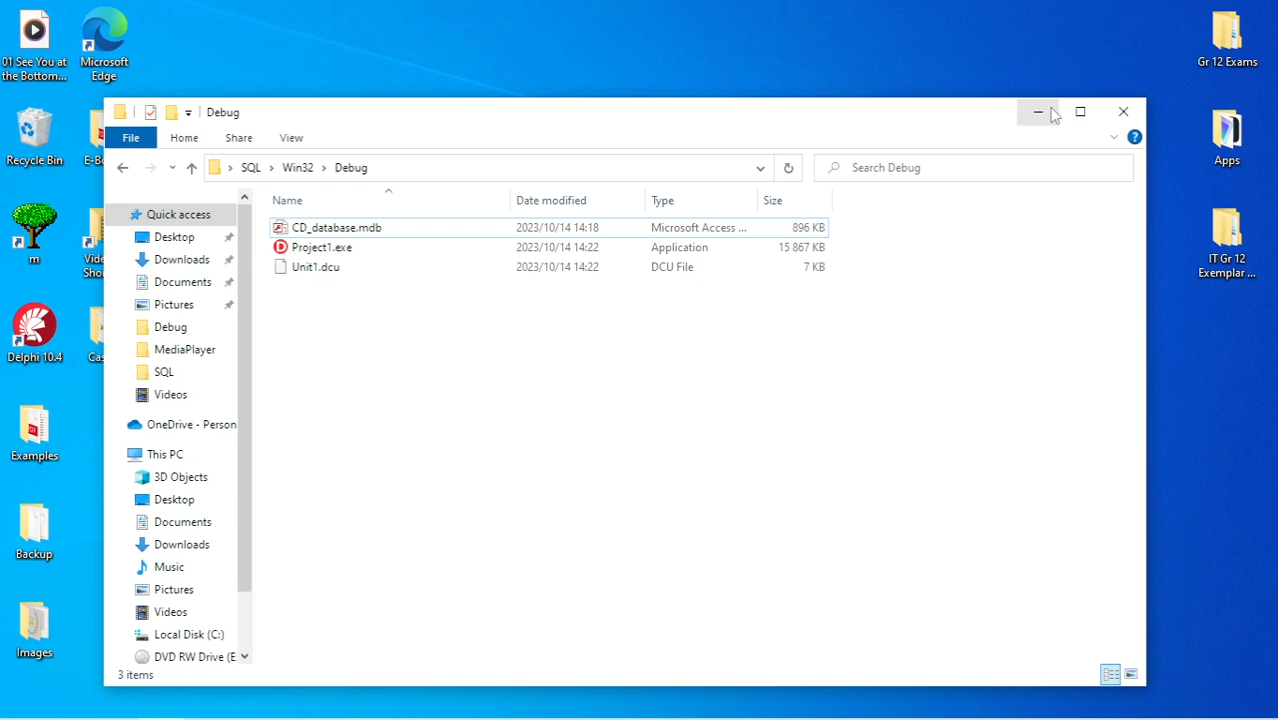 01 See You at
the Bottom...
Microsoft
Edge
Gr 12 Exams
Recycle Bin
E-Bo
Apps
m
Vide
Shor
IT Gr 12
Exemplar ...
Delphi 10.4
Cas
Examples
Backup
Images
Debug
File
Home
Share
View
SQL > Win32 > Debug
Search Debug
Name
Date modified
Type
Size
CD_database.mdb 2023/10/14 14:18 Microsoft Access ... 896 KB
Project1.exe 2023/10/14 14:22 Application 15 867 KB
Unit1.dcu 2023/10/14 14:22 DCU File 7 KB
Quick access
Desktop
Downloads
Documents
Pictures
Debug
MediaPlayer
SQL
Videos
OneDrive - Person
This PC
3D Objects
Desktop
Documents
Downloads
Music
Pictures
Videos
Local Disk (C:)
DVD RW Drive (E
3 items